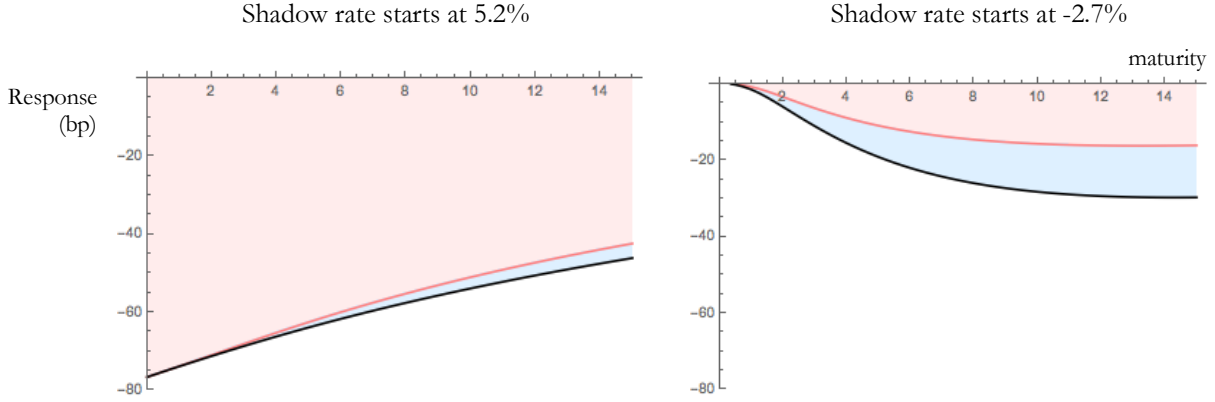 Shadow rate starts at 5.2%
Response
(bp)
2 4 6 8 10 12 14
−20
−40
−60
−80
Shadow rate starts at -2.7%
maturity
2 4 6 8 10 12 14
−20
−40
−60
−80